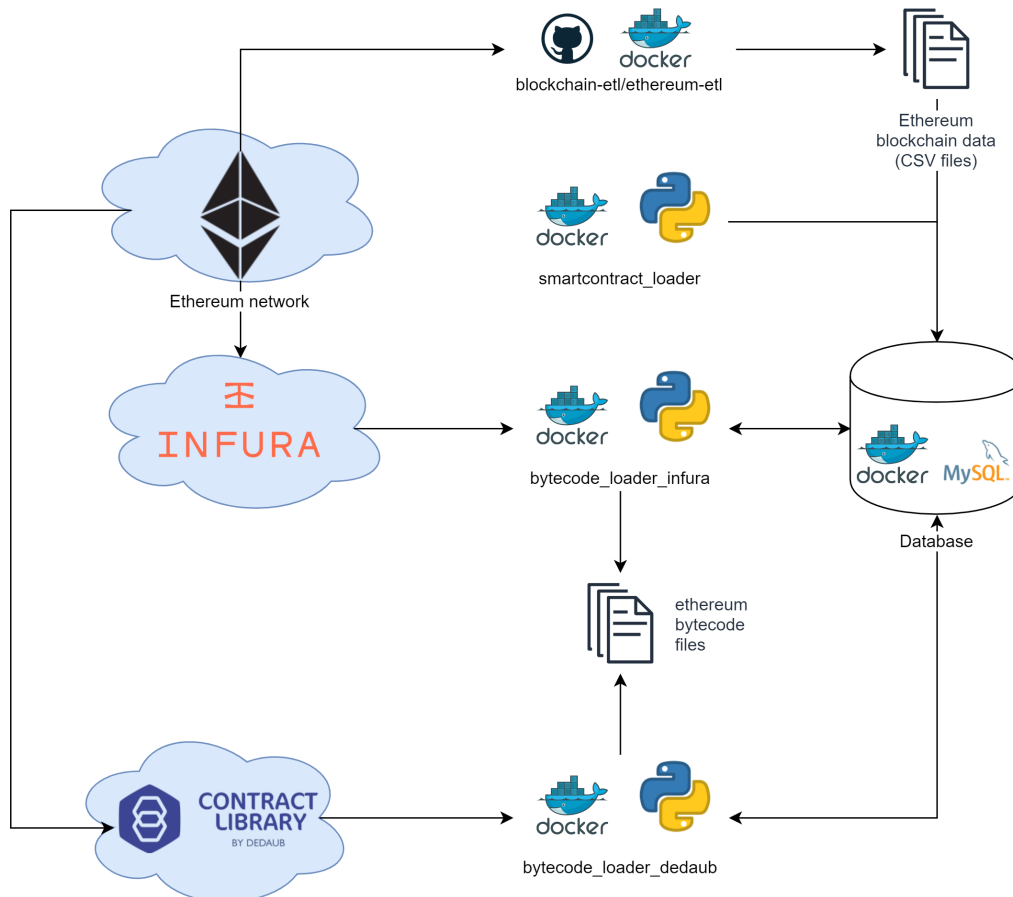 docker
blockchain-etl/ethereum-etl
Ethereum
blockchain data
(CSV files)
docker
smartcontract_loader
Ethereum network
INFURA
docker
bytecode_loader_infura
docker
MySQL
Database
ethereum
bytecode
files
CONTRACT
LIBRARY
BY DEDAUB
docker
bytecode_loader_dedaub